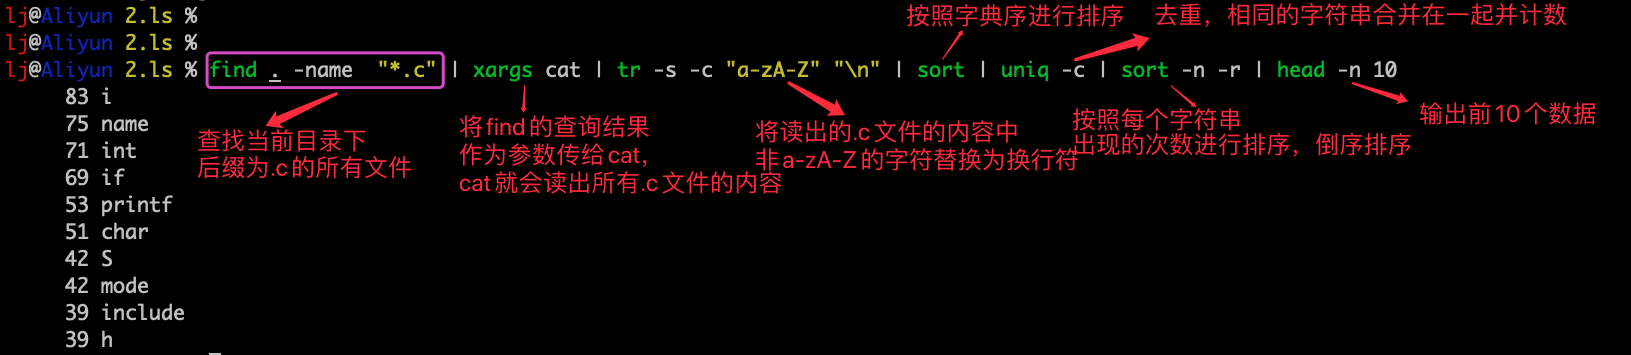 lj@Aliyun 2.ls %
按照字典序进行排序 去重，相同的字符串合并在一起并计数
lj@Aliyun 2.ls %
lj@Aliyun 2.ls % find . -name "*.c" | xargs cat | tr -s -c "a-zA-Z" "\n" | sort | uniq -c | sort -n -r | head -n 10
83 i
75 name
71 int
69 if
53 printf
51 char
42 S
42 mode
39 include
39 h
查找当前目录下
后缀为.c的所有文件
将find的查询结果
作为参数传给cat，
cat就会读出所有.c文件的内容
将读出的.c文件的内容中
非a-zA-Z的字符替换为换行符
按照每个字符串
出现的次数进行排序，倒序排序
输出前10个数据